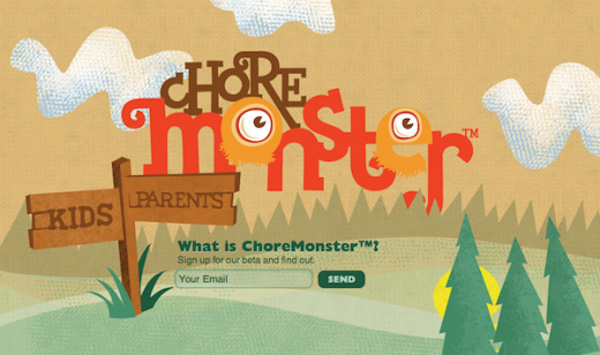 CHORE
monster™
KIDS
PARENTS
What is ChoreMonster™?
Sign up for our beta and find out.
Your Email
SEND